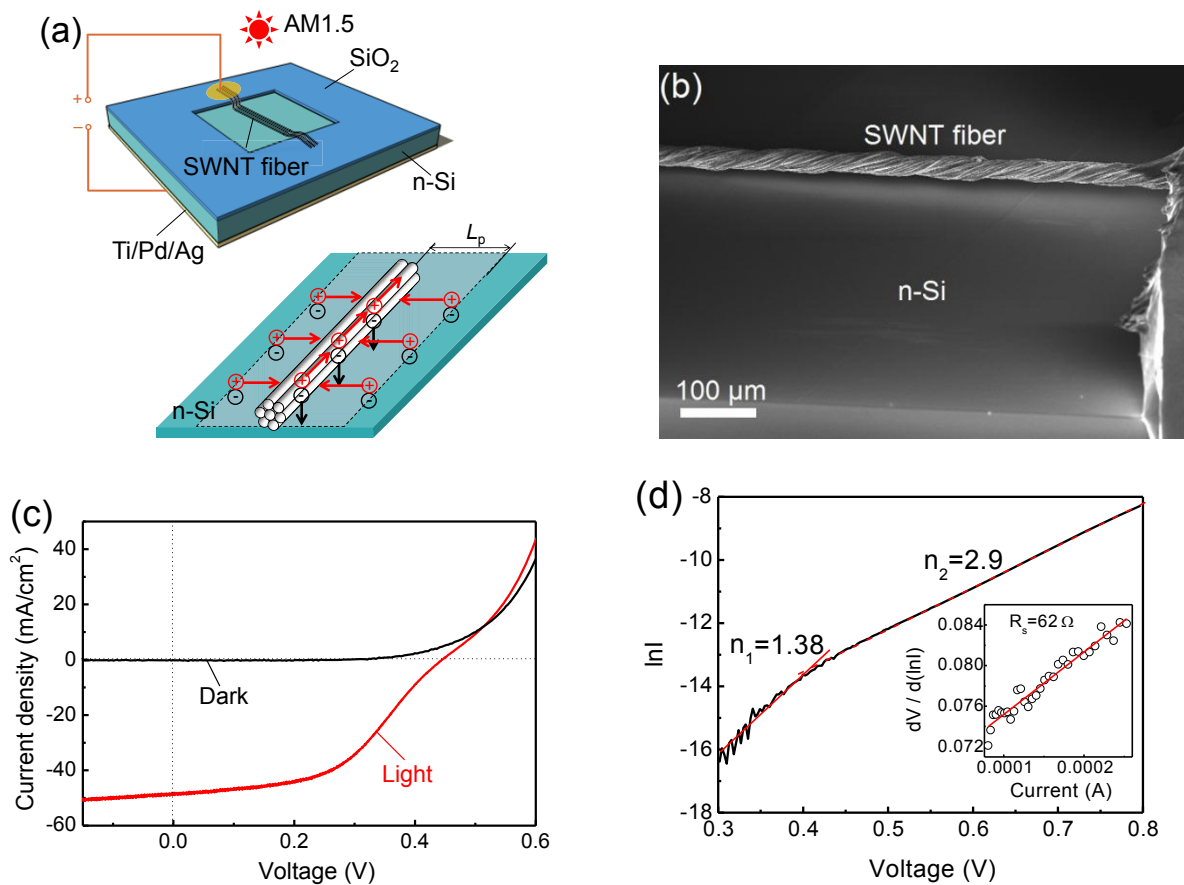 (a)
AM1.5
SiO2
+
−
SWNT fiber
n-Si
Ti/Pd/Ag
Lp
n-Si
(b)
SWNT fiber
n-Si
100 μm
(c)
Current density (mA/cm2)
40
20
0
-20
-40
-60
Dark
Light
0.0
0.2
0.4
0.6
Voltage (V)
(d)
lnI
-8
-10
-12
-14
-16
-18
n1=1.38
n2=2.9
Rs=62 Ω
dV / d(lnI)
0.084
0.080
0.076
0.072
0.0001
0.0002
Current (A)
0.3
0.4
0.5
0.6
0.7
0.8
Voltage (V)